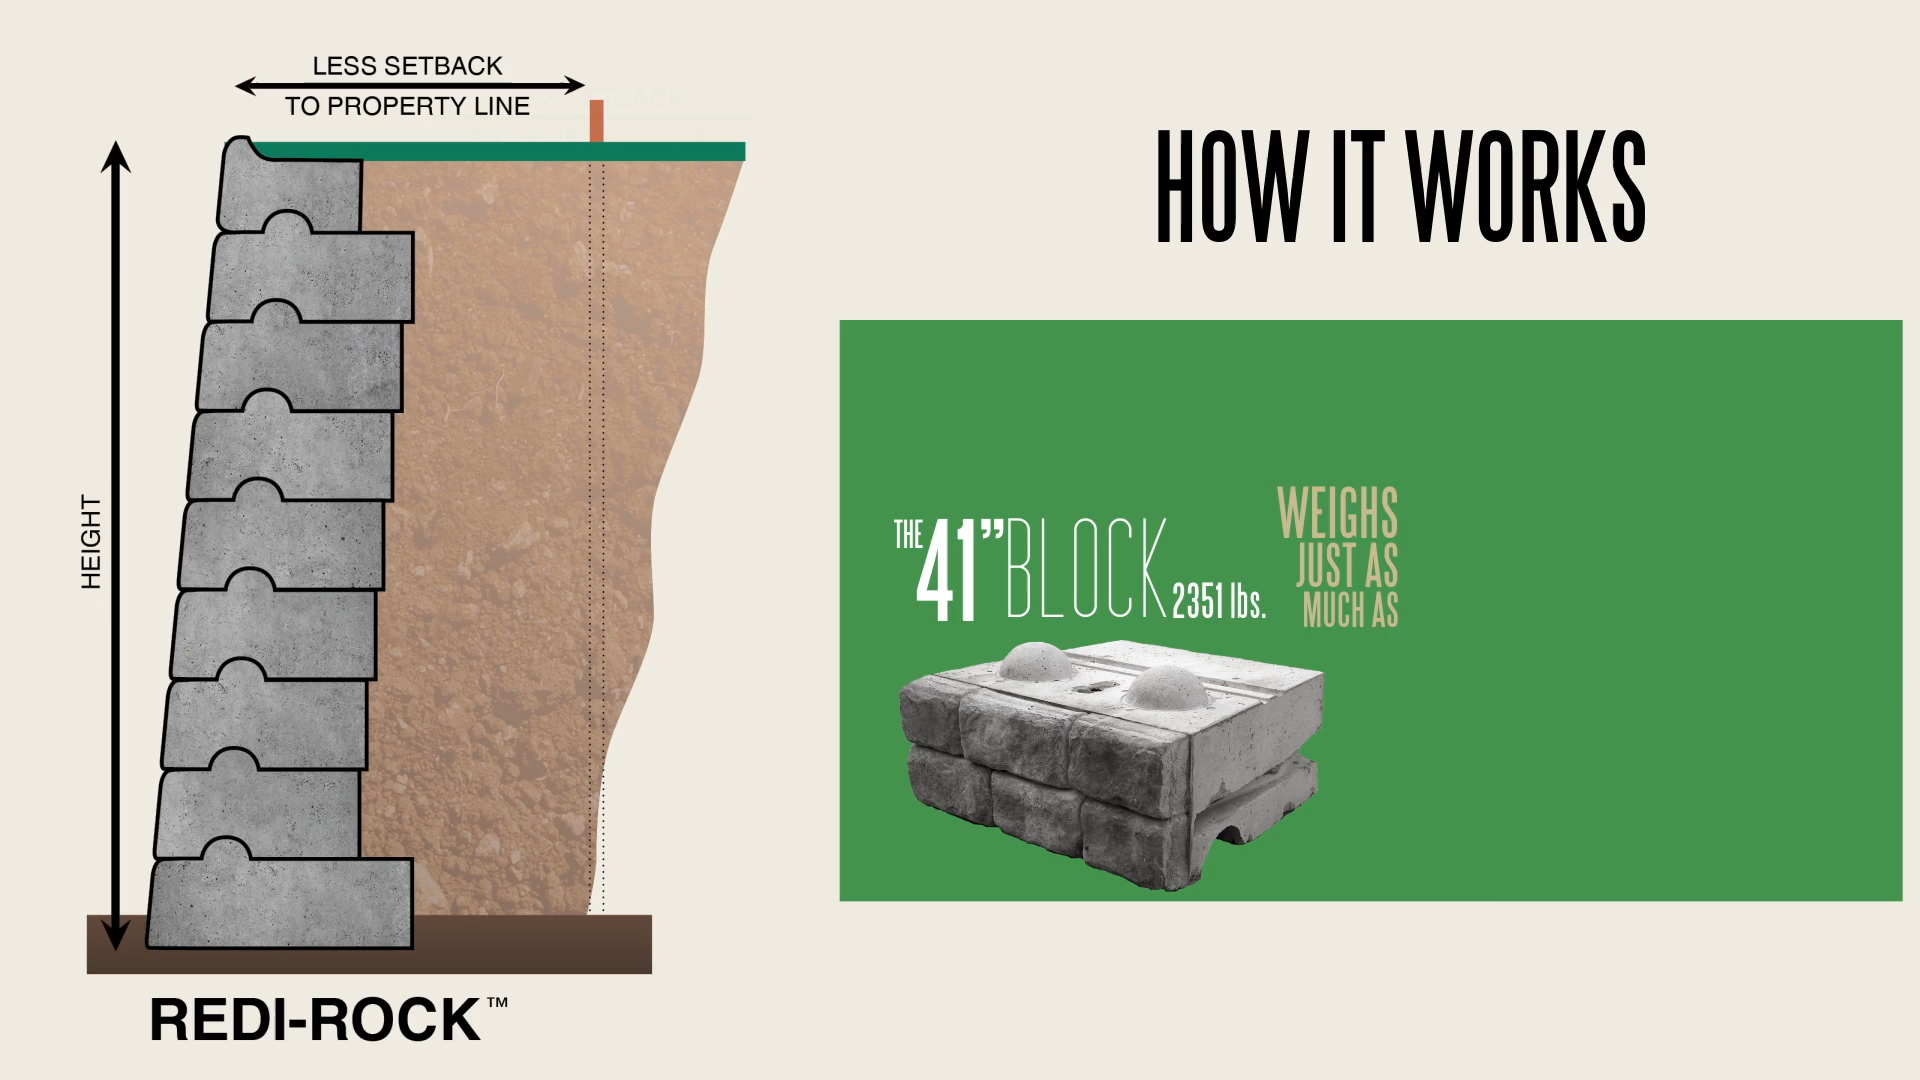 LESS SETBACK
TO PROPERTY LINE
HEIGHT
REDI-ROCK™
HOW IT WORKS
THE 41” BLOCK 2351 lbs.
WEIGHS
JUST AS
MUCH AS